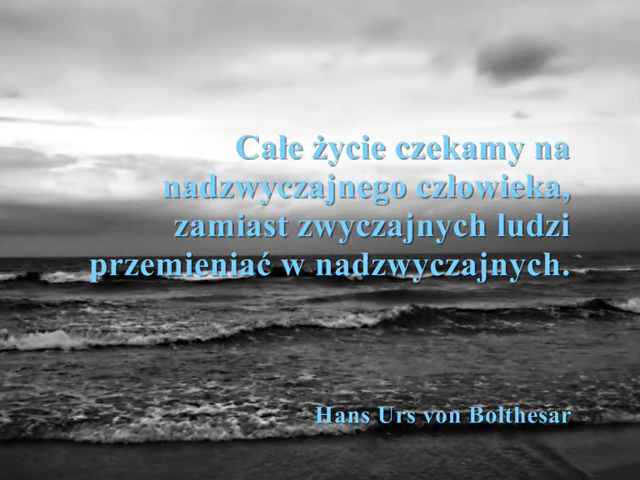 Całe życie czekamy na
nadzwyczajnego człowieka,
zamiast zwyczajnych ludzi
przemieniać w nadzwyczajnych.
Hans Urs von Bolthesar